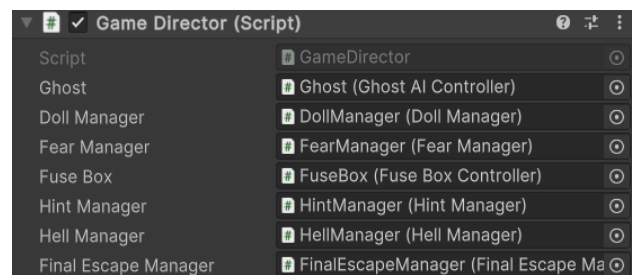 Game Director (Script)
Script GameDirector
Ghost Ghost (Ghost AI Controller)
Doll Manager DollManager (Doll Manager)
Fear Manager FearManager (Fear Manager)
Fuse Box FuseBox (Fuse Box Controller)
Hint Manager HintManager (Hint Manager)
Hell Manager HellManager (Hell Manager)
Final Escape Manager FinalEscapeManager (Final Escape Ma